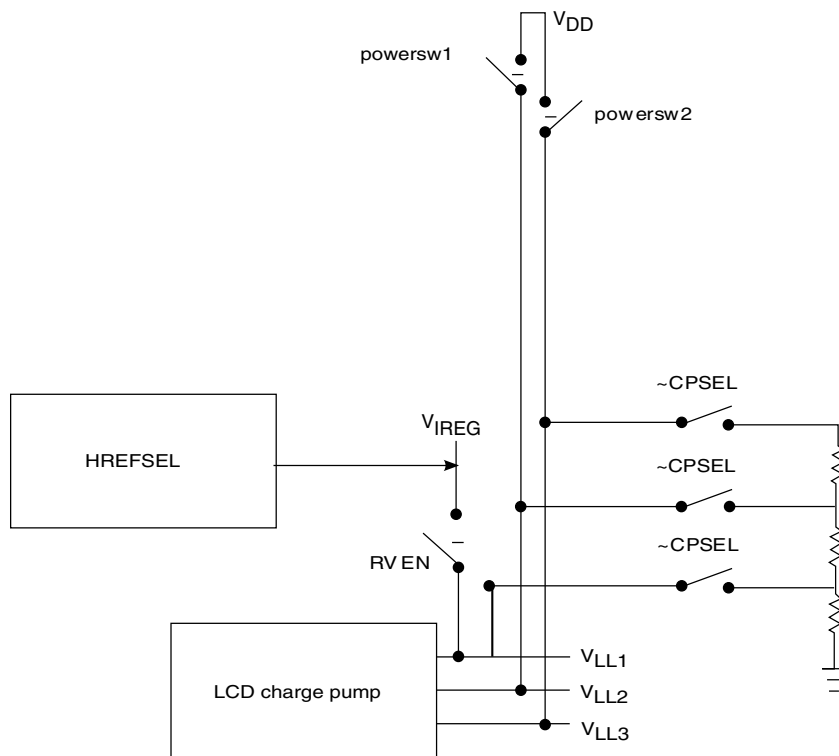 VDD
powersw1
powersw2
~CPSEL
VIREG
HREFSEL
~CPSEL
~CPSEL
RVEN
VLL1
LCD charge pump
VLL2
VLL3